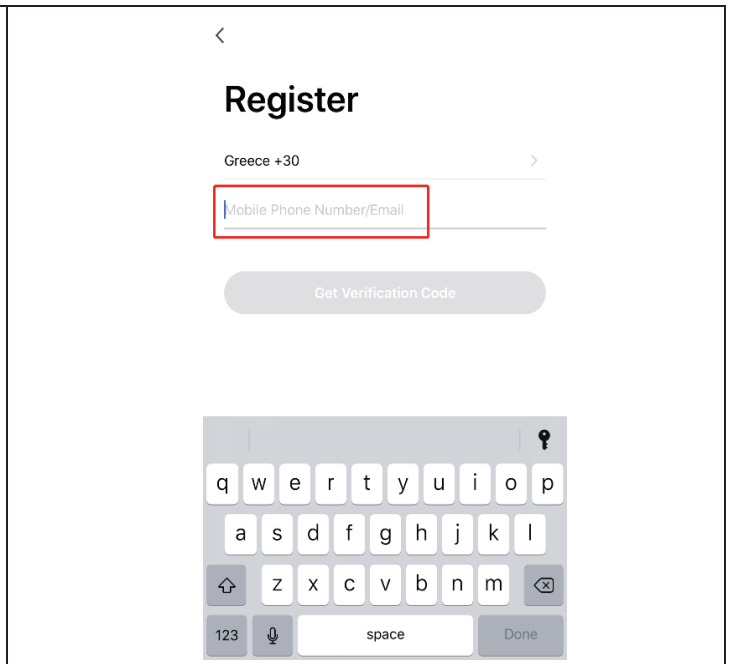 Register
Greece +30
Mobile Phone Number/Email
Get Verification Code
q w e r t y u i o p
a s d f g h j k l
z x c v b n m
123 space Done